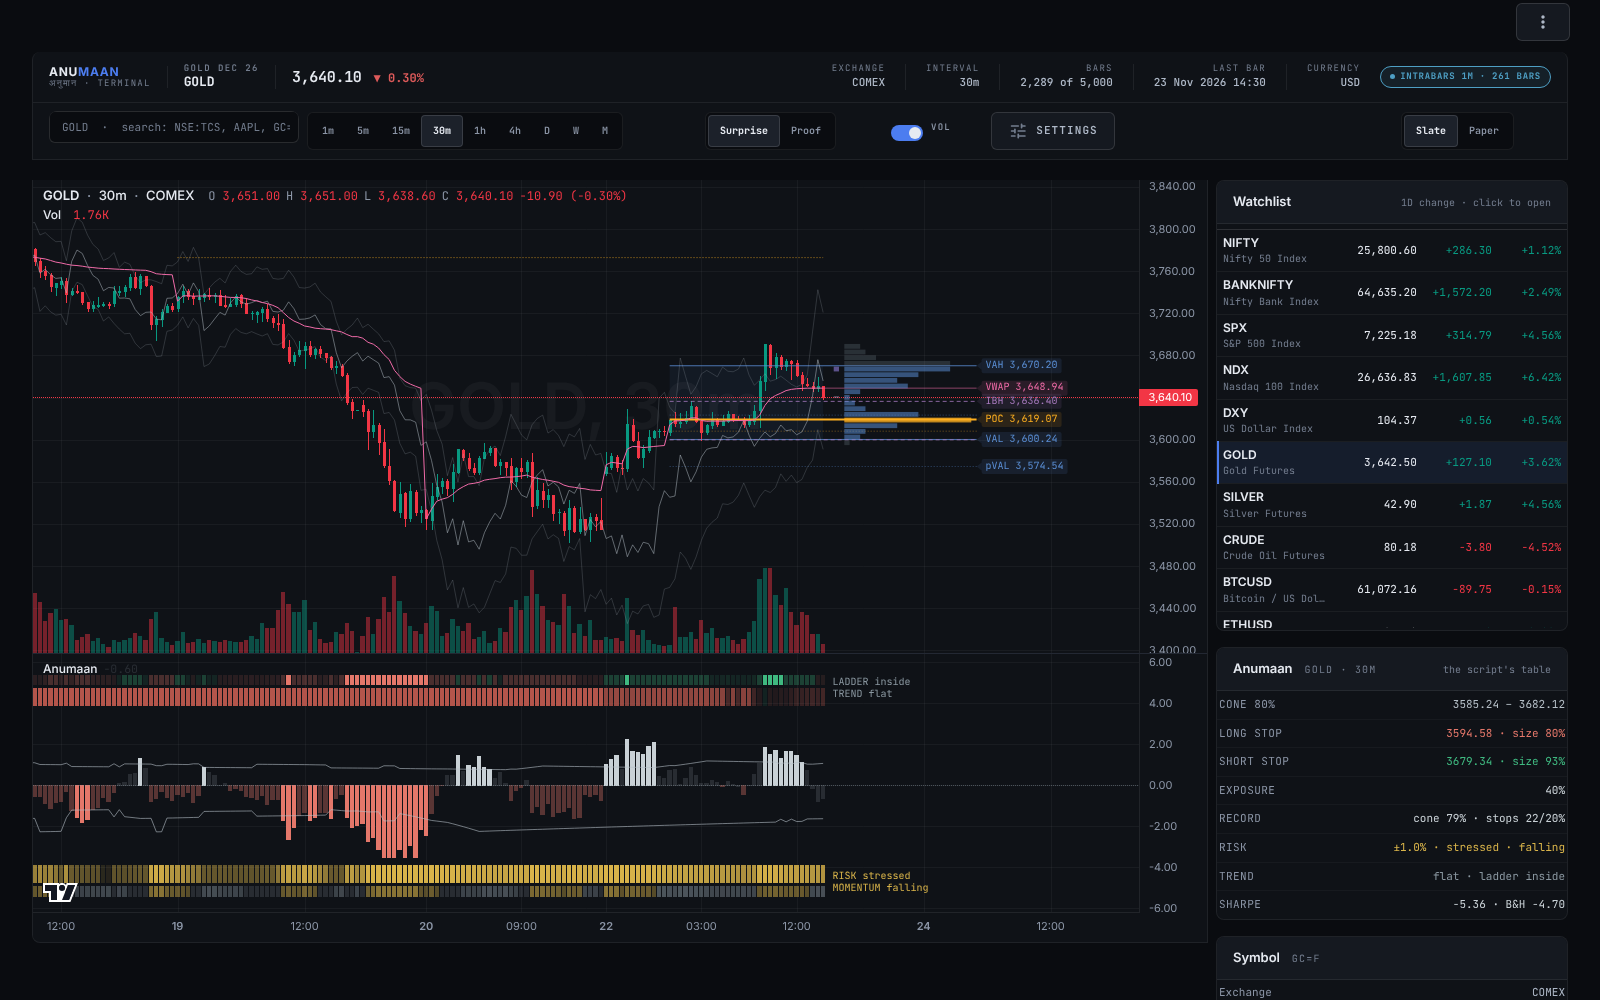 ANUMAAN
अनुमान · TERMINAL
GOLD DEC 26
GOLD
3,640.10 ▼ 0.30%
EXCHANGE
COMEX
INTERVAL
30m
BARS
2,289 of 5,000
LAST BAR
23 Nov 2026 14:30
CURRENCY
USD
INTRABARS 1M · 261 BARS
GOLD · search: NSE:TCS, AAPL, GC=
1m 5m 15m 30m 1h 4h D W M
Surprise Proof
VOL
SETTINGS
Slate Paper
GOLD · 30m · COMEX O 3,651.00 H 3,651.00 L 3,638.60 C 3,640.10 -10.90 (-0.30%)
Vol 1.76K
GOLD, 30
3,840.00
3,800.00
3,760.00
3,720.00
3,680.00
3,640.10
3,600.00
3,560.00
3,520.00
3,480.00
3,440.00
3,400.00
VAH 3,670.20
VWAP 3,648.94
IBH 3,636.40
POC 3,619.07
VAL 3,600.24
pVAL 3,574.54
Anumaan -0.60
LADDER inside
TREND flat
RISK stressed
MOMENTUM falling
6.00
4.00
2.00
0.00
-2.00
-4.00
-6.00
12:00 19 12:00 20 09:00 22 03:00 12:00 24 12:00
Watchlist 1D change · click to open
NIFTY
Nifty 50 Index
25,800.60 +286.30 +1.12%
BANKNIFTY
Nifty Bank Index
64,635.20 +1,572.20 +2.49%
SPX
S&P 500 Index
7,225.18 +314.79 +4.56%
NDX
Nasdaq 100 Index
26,636.83 +1,607.85 +6.42%
DXY
US Dollar Index
104.37 +0.56 +0.54%
GOLD
Gold Futures
3,642.50 +127.10 +3.62%
SILVER
Silver Futures
42.90 +1.87 +4.56%
CRUDE
Crude Oil Futures
80.18 -3.80 -4.52%
BTCUSD
Bitcoin / US Dol…
61,072.16 -89.75 -0.15%
ETHUSD
Anumaan GOLD · 30M the script's table
CONE 80% 3585.24 – 3682.12
LONG STOP 3594.58 · size 80%
SHORT STOP 3679.34 · size 93%
EXPOSURE 40%
RECORD cone 79% · stops 22/20%
RISK ±1.0% · stressed · falling
TREND flat · ladder inside
SHARPE -5.36 · B&H -4.70
Symbol GC=F
Exchange COMEX